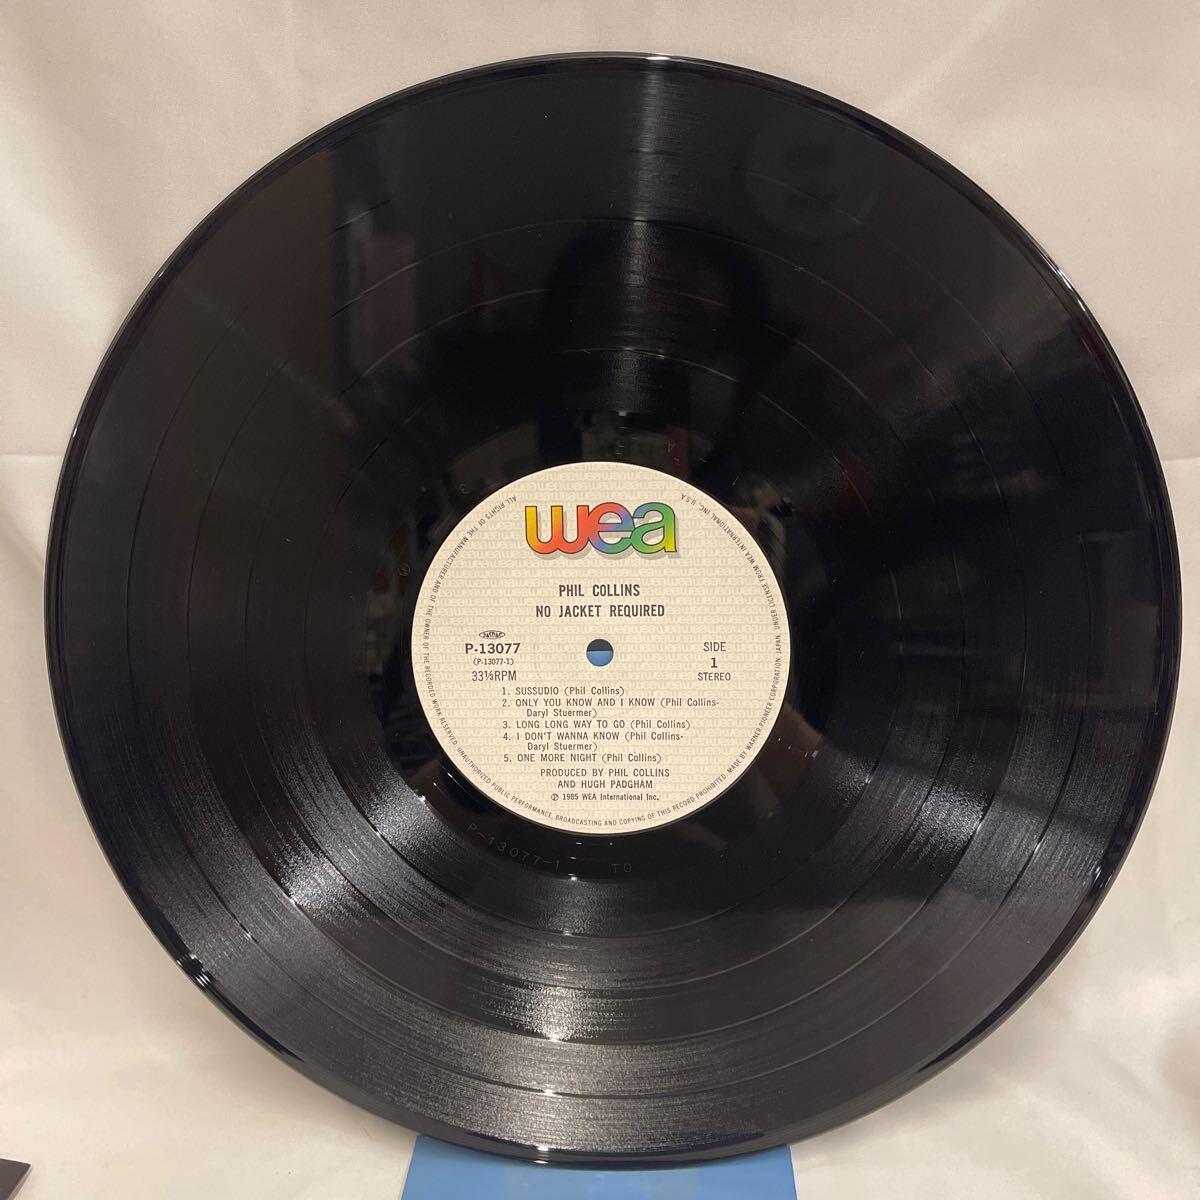 wea
PHIL COLLINS
NO JACKET REQUIRED
P-13077
(P-13077-1)
33⅓RPM
SIDE
1
STEREO
1. SUSSUDIO (Phil Collins)
2. ONLY YOU KNOW AND I KNOW (Phil Collins-
Daryl Stuermer)
3. LONG LONG WAY TO GO (Phil Collins)
4. I DON'T WANNA KNOW (Phil Collins-
Daryl Stuermer)
5. ONE MORE NIGHT (Phil Collins)
PRODUCED BY PHIL COLLINS
AND HUGH PADGHAM
Ⓟ 1985 WEA International Inc.
ALL RIGHTS OF THE MANUFACTURER AND OF THE OWNER OF THE RECORDED WORK RESERVED. UNAUTHORIZED PUBLIC PERFORMANCE, BROADCASTING AND COPYING OF THIS RECORD PROHIBITED. MADE BY WARNER-PIONEER CORPORATION, JAPAN, UNDER LICENSE FROM WEA INTERNATIONAL INC. U.S.A
P-13077-1 TO